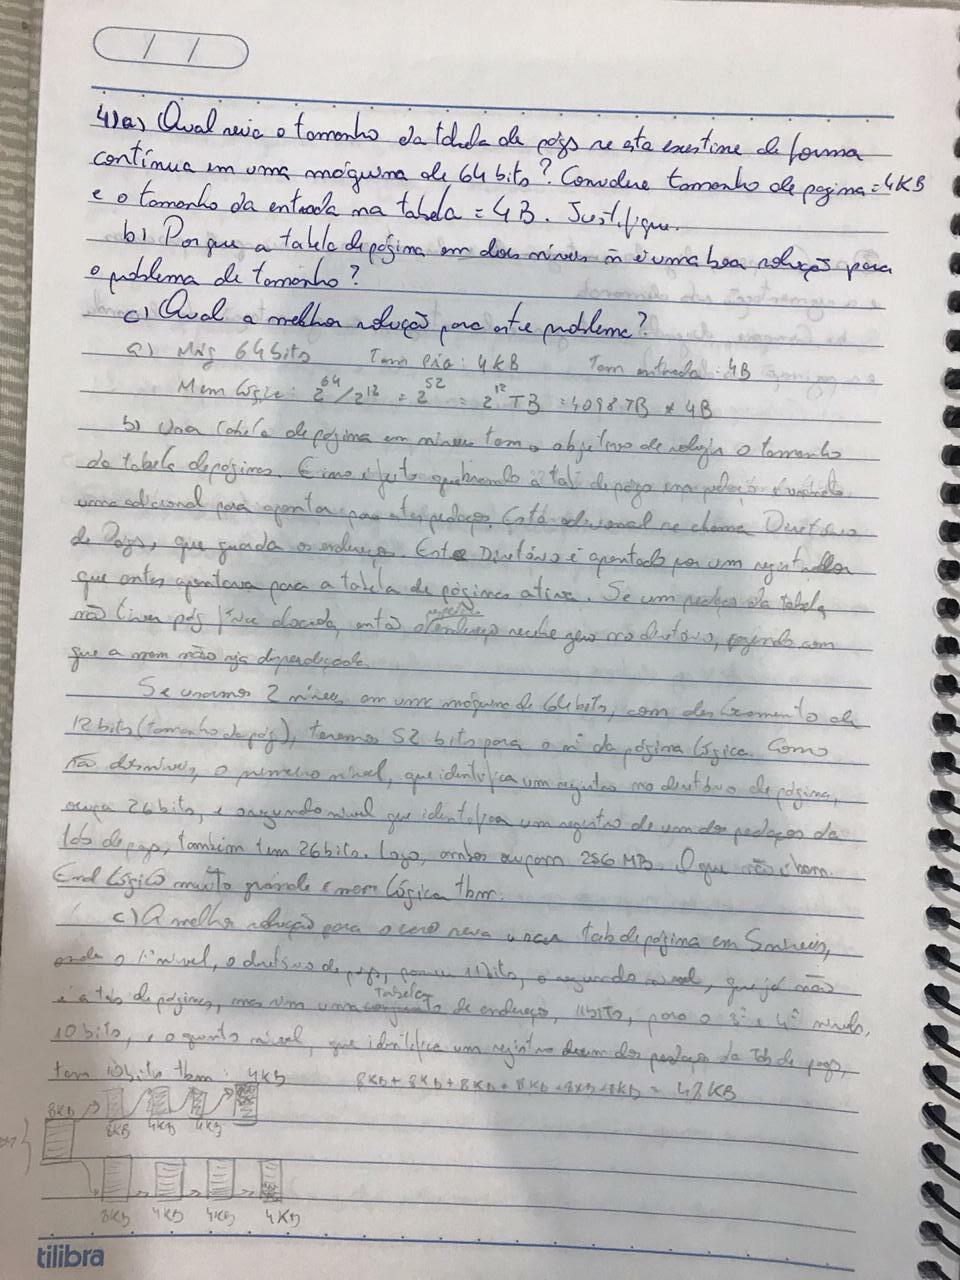 4)a) Qual seria o tamanho da tabela de págs se esta existisse de forma
contínua em uma máquina de 64 bits? Considere tamanho de pagina = 4KB
e o tamanho da entrada na tabela = 4B. Justifique.
b) Porque a tabela de página em dois níveis ñ é uma boa solução para
o problema de tamanho?
c) Qual a melhor solução para este problema?
a) Máq 64 bits Tam Pág: 4KB Tam entrada: 4B
Mem Lógica: 2^64/2^12 = 2^52 = 2^12 TB = 4098 TB * 4B
b) Uma tabela de página em níveis tem o objetivo de reduzir o tamanho
da tabela de páginas. E isso é feito quebrando a tab de págs em pedaços e
uma adicional para apontar para estes pedaços. Está adicional se chama Diretório
de Págs, que guarda os endereços. Este Diretório é apontado por um registrador
que antes apontava para a tabela de páginas ativa. Se um pedaço da tabela
não tiver pág alocada, então o endereço recebe zero no diretório, fazendo com
que a mem não seja desperdiçada.
Se usarmos 2 níveis em uma máquina de 64 bits, com deslocamento de
12 bits (tamanho da pág), teremos 52 bits para o nº da página lógica. Como
são dois níveis, o primeiro nível, que identifica um registro no diretório de página,
ocupa 26 bits, e o segundo nível que identifica um registro de um dos pedaços da
tab de pags, também tem 26 bits. Logo, ambos ocupam 256 MB. O que não é bom.
End Lógico muito grande e mem Lógica tbm.
c) A melhor solução para o caso seria usar tab de página em 5 níveis,
onde o 1º nível, o diretório de págs, possui 11 bits, o segundo nível, que já não
é a tab de páginas, mas sim uma tabela de endereços, 11 bits, para o 3º e 4º níveis,
10 bits, e o quinto nível, que identifica um registro de um dos pedaços da Tab de págs,
tem 10 bits tbm. 4KB 8KB + 8KB + 8KB + 8KB + 8KB + 8KB = 48KB
8KB
8KB 4KB 4KB
8KB 4KB 4KB 4KB
tilibra